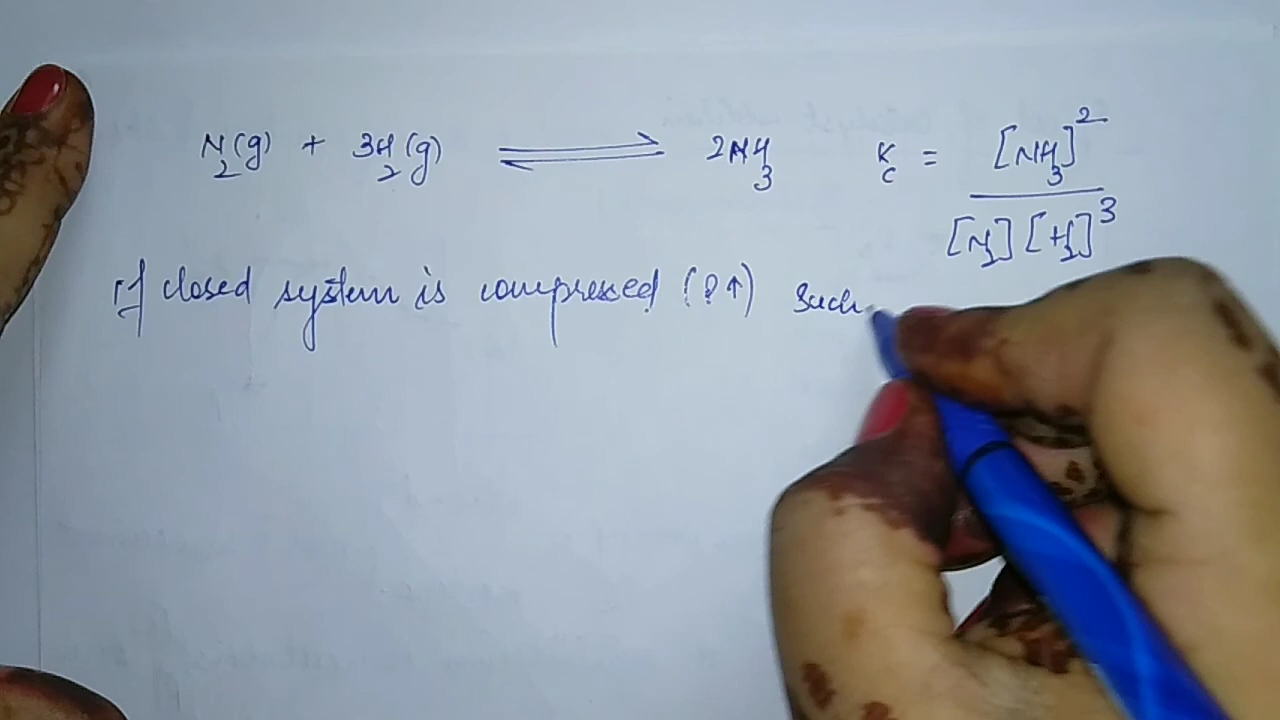 N₂(g) + 3H₂(g) ⇌ 2NH₃ Kc = [NH₃]² / [N₂] [H₂]³
If closed system is compressed (P↑) such